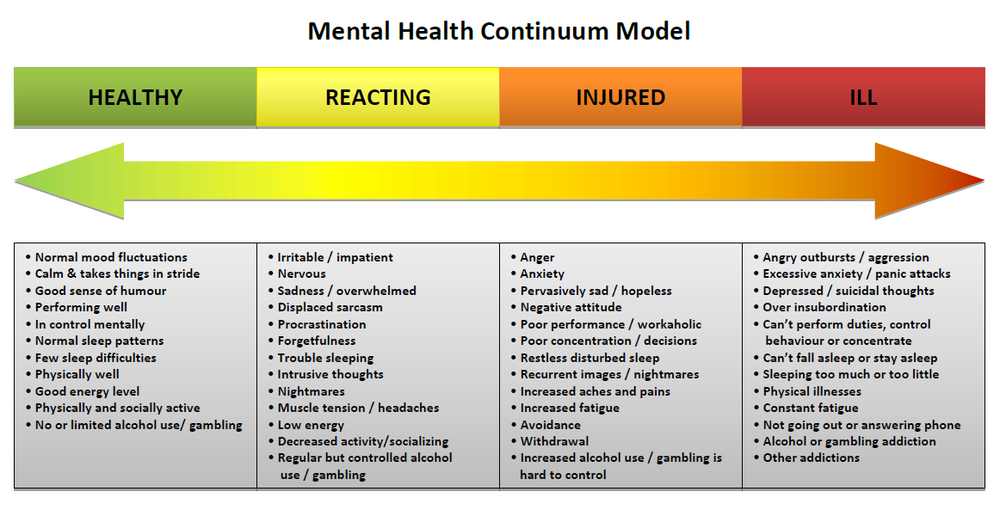 Mental Health Continuum Model
HEALTHY
REACTING
INJURED
ILL
• Normal mood fluctuations
• Calm & takes things in stride
• Good sense of humour
• Performing well
• In control mentally
• Normal sleep patterns
• Few sleep difficulties
• Physically well
• Good energy level
• Physically and socially active
• No or limited alcohol use/ gambling
• Irritable / impatient
• Nervous
• Sadness / overwhelmed
• Displaced sarcasm
• Procrastination
• Forgetfulness
• Trouble sleeping
• Intrusive thoughts
• Nightmares
• Muscle tension / headaches
• Low energy
• Decreased activity/socializing
• Regular but controlled alcohol
use / gambling
• Anger
• Anxiety
• Pervasively sad / hopeless
• Negative attitude
• Poor performance / workaholic
• Poor concentration / decisions
• Restless disturbed sleep
• Recurrent images / nightmares
• Increased aches and pains
• Increased fatigue
• Avoidance
• Withdrawal
• Increased alcohol use / gambling is
hard to control
• Angry outbursts / aggression
• Excessive anxiety / panic attacks
• Depressed / suicidal thoughts
• Over insubordination
• Can’t perform duties, control
behaviour or concentrate
• Can’t fall asleep or stay asleep
• Sleeping too much or too little
• Physical illnesses
• Constant fatigue
• Not going out or answering phone
• Alcohol or gambling addiction
• Other addictions